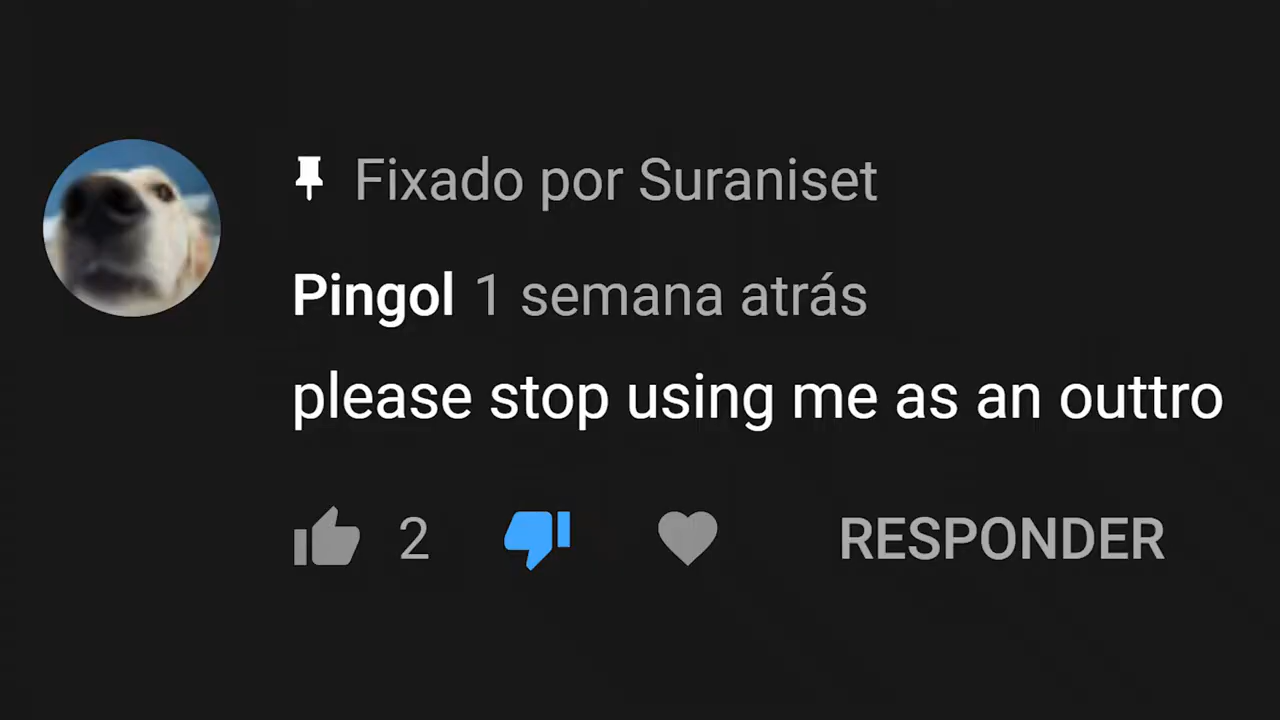 Fixado por Suraniset
Pingol 1 semana atrás
please stop using me as an outtro
2 RESPONDER